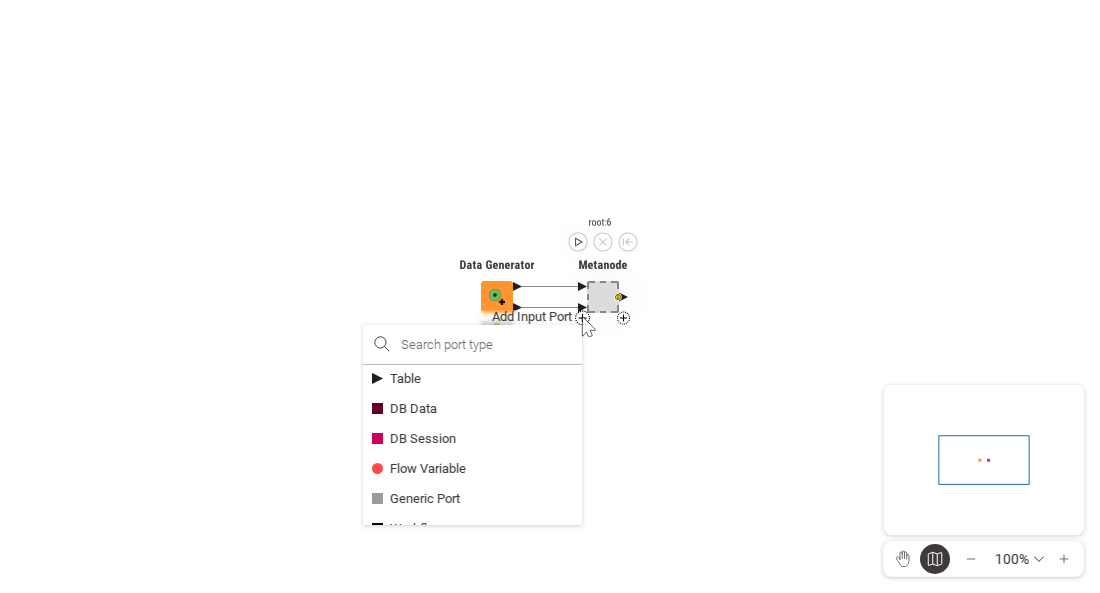 root:6
Data Generator
Metanode
Add Input Port
Search port type
Table
DB Data
DB Session
Flow Variable
Generic Port
100%